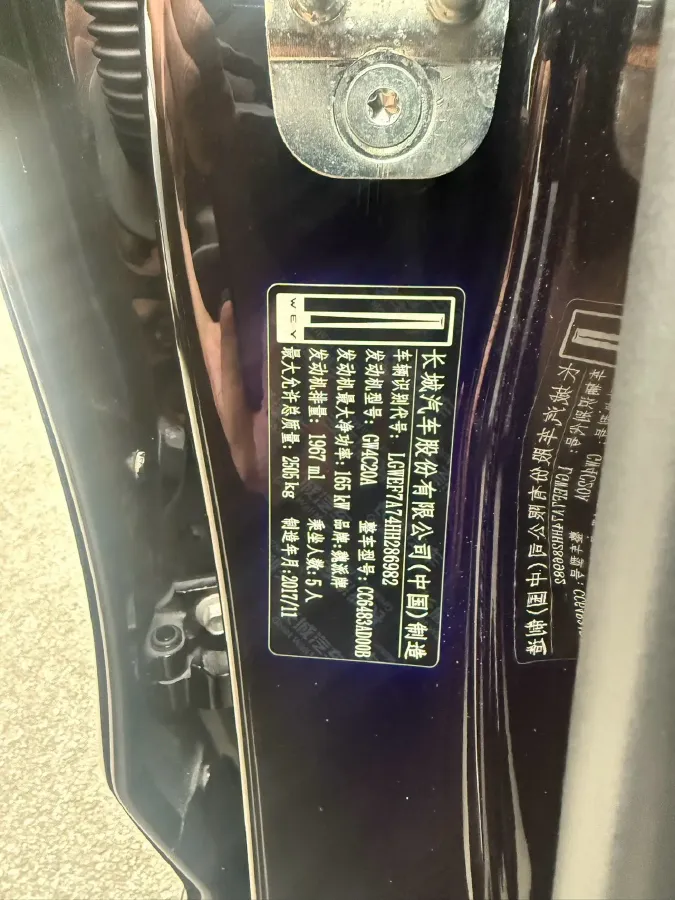 WEY
长城汽车股份有限公司(中国)制造
车辆识别代号: LGWEF7A74HH286982
发动机型号: GW4C20A 整车型号: CC6483AD00B
发动机最大净功率: 165 kW 品牌: 魏派牌
发动机排量: 1967 ml 乘坐人数: 5 人
最大允许总质量: 2505 kg 制造年月: 2017/11